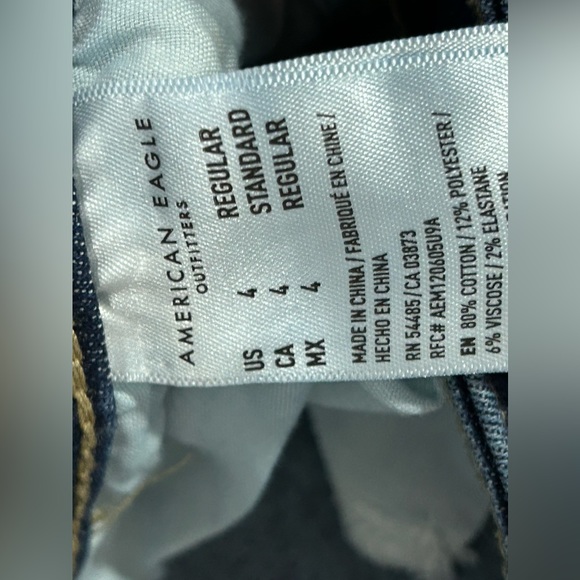 AMERICAN EAGLE
OUTFITTERS
US 4 REGULAR
CA 4 STANDARD
MX 4 REGULAR
MADE IN CHINA / FABRIQUÉ EN CHINE /
HECHO EN CHINA
RN 54485 / CA 03873
RFC# AEM120605U9A
EN 80% COTTON / 12% POLYESTER /
6% VISCOSE / 2% ELASTANE